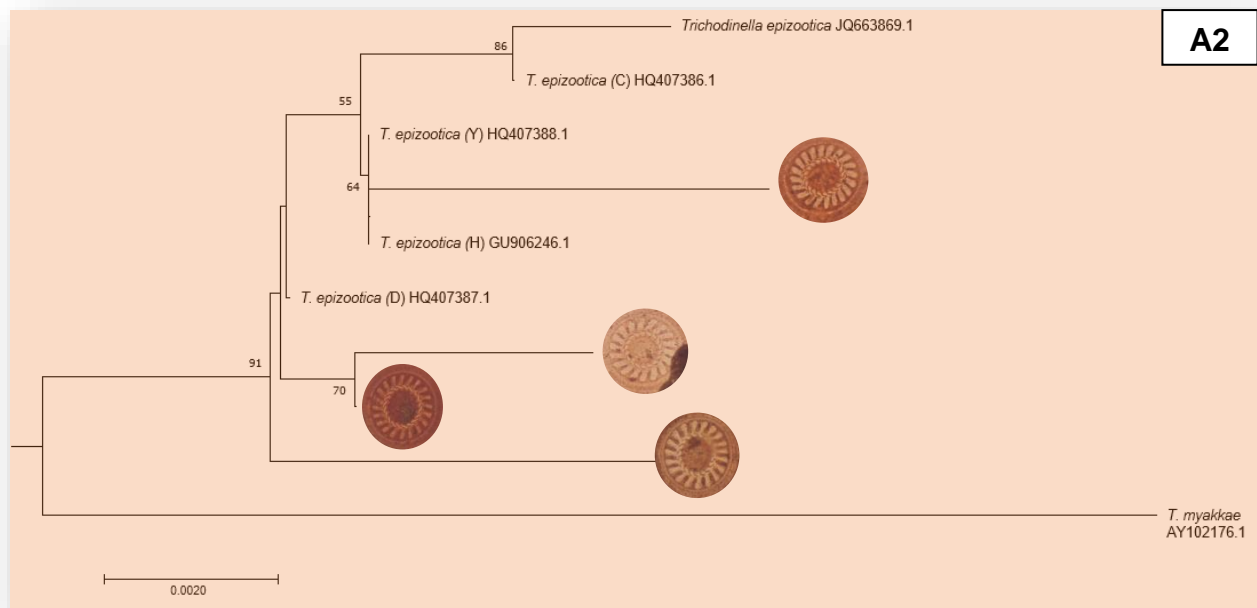 A2
Trichodinella epizootica JQ663869.1
86
T. epizootica (C) HQ407386.1
55
T. epizootica (Y) HQ407388.1
64
T. epizootica (H) GU906246.1
T. epizootica (D) HQ407387.1
91
70
T. myakkae
AY102176.1
0.0020